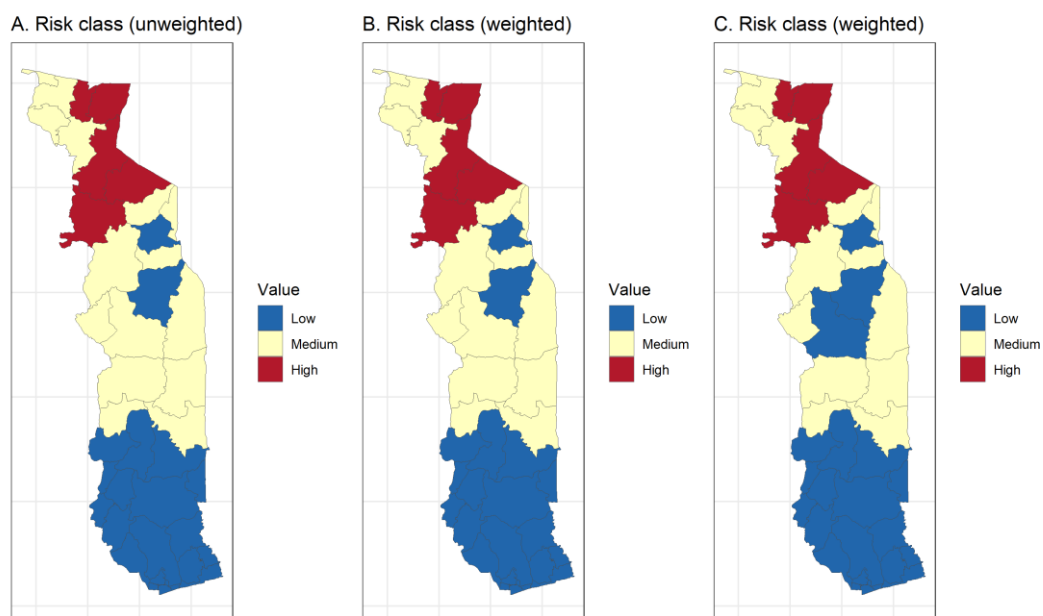 A. Risk class (unweighted)
B. Risk class (weighted)
C. Risk class (weighted)
Value
Low
Medium
High
Value
Low
Medium
High
Value
Low
Medium
High